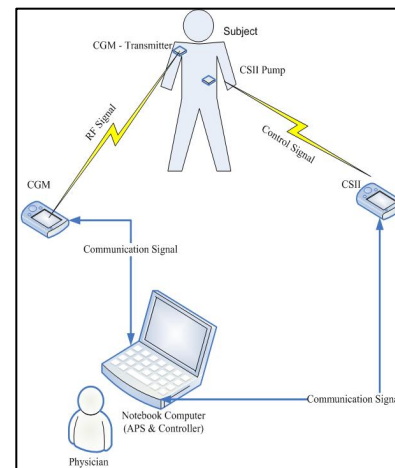 Subject
CGM - Transmitter
CSII Pump
RF Signal
Control Signal
CGM
CSII
Communication Signal
Communication Signal
Notebook Computer
(APS & Controller)
Physician